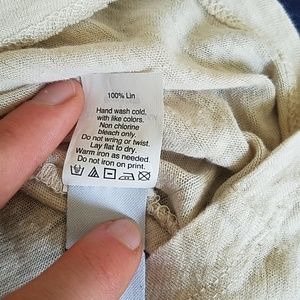 100% Lin
Hand wash cold,
with like colors.
Non chlorine
bleach only.
Do not wring or twist.
Lay flat to dry.
Warm iron as needed.
Do not iron on print.